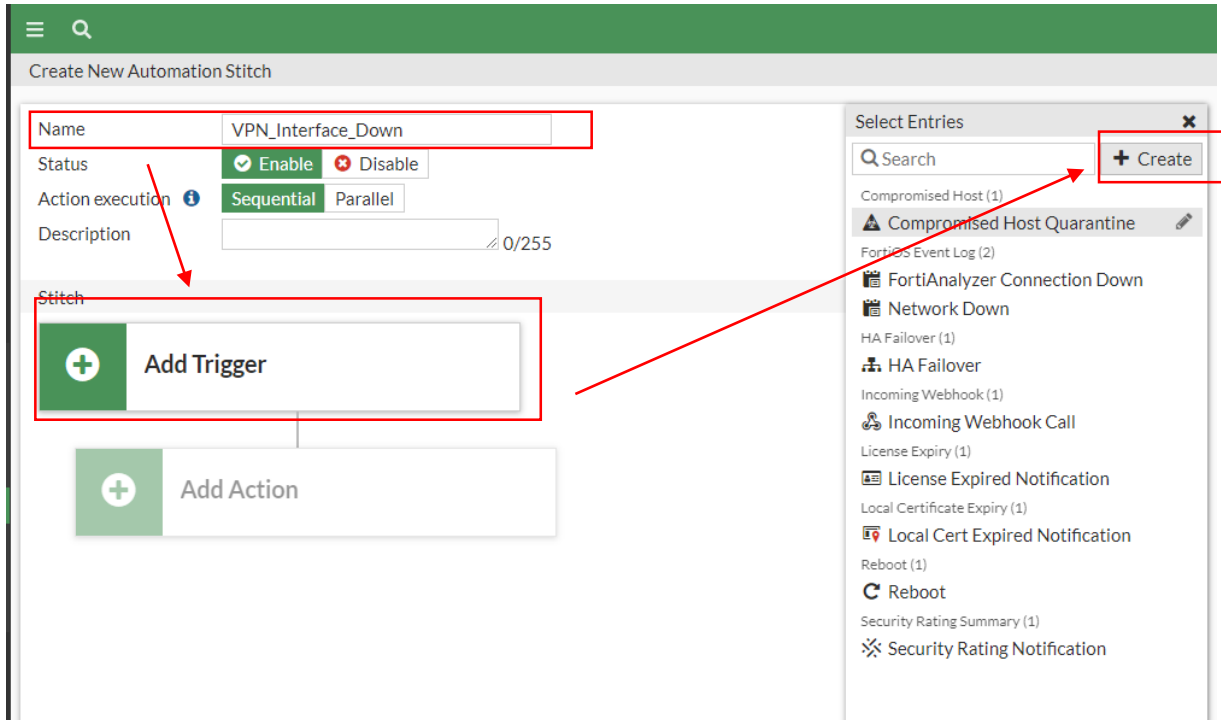 Create New Automation Stitch
Name VPN_Interface_Down
Status Enable Disable
Action execution Sequential Parallel
Description 0/255
Stitch
Add Trigger
Add Action
Select Entries
Search + Create
Compromised Host (1)
Compromised Host Quarantine
FortiOS Event Log (2)
FortiAnalyzer Connection Down
Network Down
HA Failover (1)
HA Failover
Incoming Webhook (1)
Incoming Webhook Call
License Expiry (1)
License Expired Notification
Local Certificate Expiry (1)
Local Cert Expired Notification
Reboot (1)
Reboot
Security Rating Summary (1)
Security Rating Notification